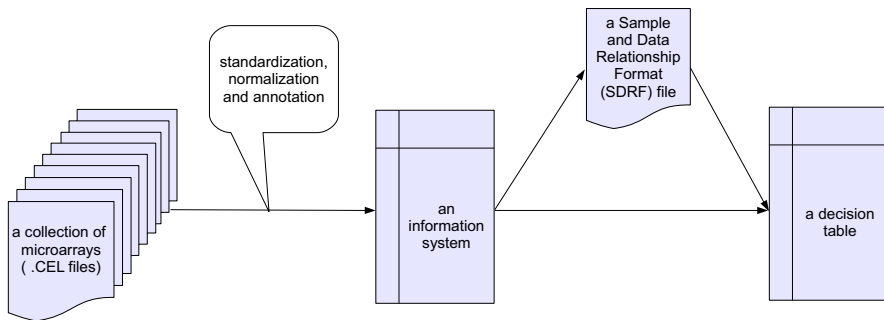 a collection of
microarrays
( .CEL files)
standardization,
normalization
and annotation
an
information
system
a Sample
and Data
Relationship
Format
(SDRF) file
a decision
table